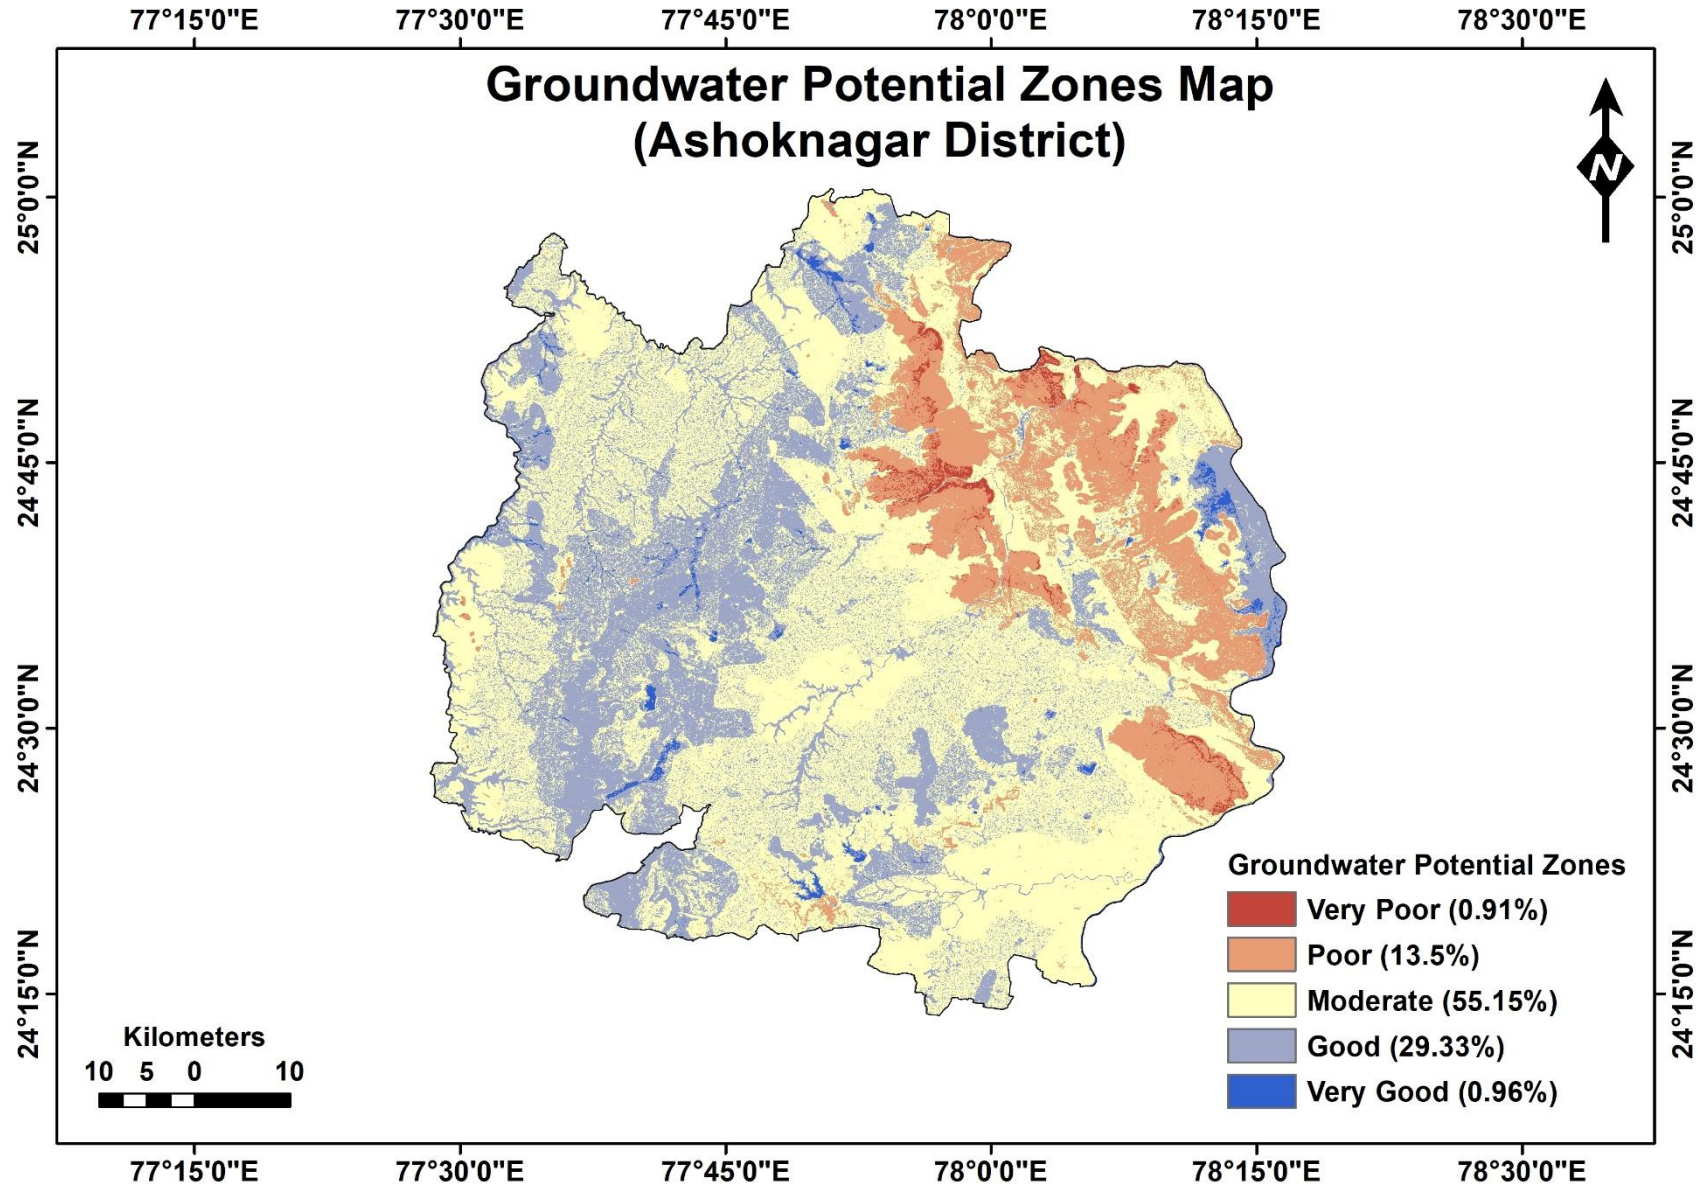 77°15'0"E 77°30'0"E 77°45'0"E 78°0'0"E 78°15'0"E 78°30'0"E
Groundwater Potential Zones Map
(Ashoknagar District)
N
25°0'0"N 25°0'0"N
24°45'0"N 24°45'0"N
24°30'0"N 24°30'0"N
24°15'0"N 24°15'0"N
Groundwater Potential Zones
Very Poor (0.91%)
Poor (13.5%)
Moderate (55.15%)
Good (29.33%)
Very Good (0.96%)
Kilometers
10 5 0 10
77°15'0"E 77°30'0"E 77°45'0"E 78°0'0"E 78°15'0"E 78°30'0"E